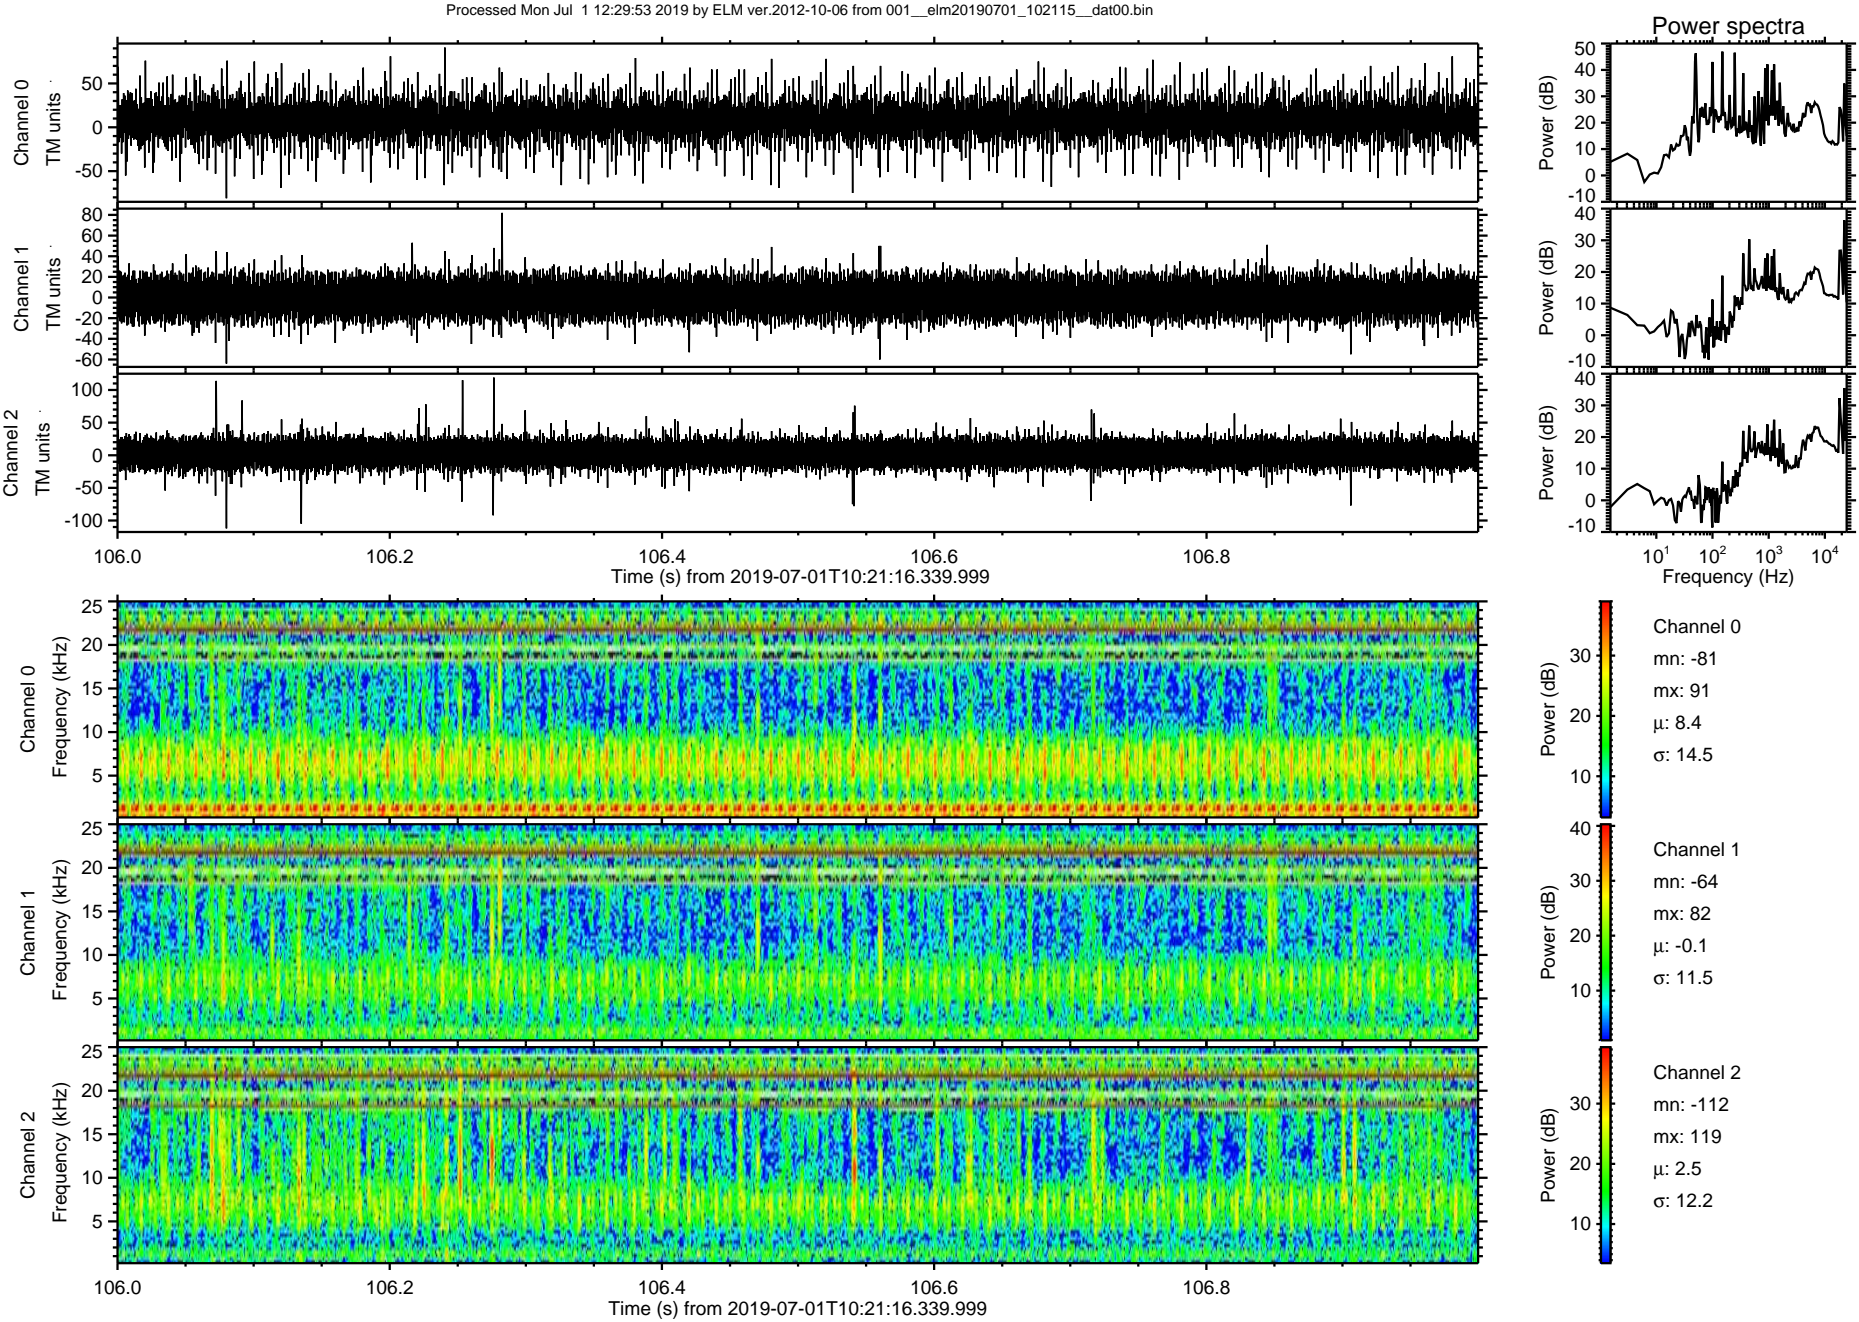 Processed Mon Jul 1 12:29:53 2019 by ELM ver.2012-10-06 from 001__elm20190701_102115__dat00.bin
Power spectra
Channel 0
TM units
50
0
-50
Power (dB)
50
40
30
20
10
0
-10
Channel 1
TM units
80
60
40
20
0
-20
-40
-60
Power (dB)
40
30
20
10
0
-10
Channel 2
TM units
100
50
0
-50
-100
Power (dB)
40
30
20
10
0
-10
106.0 106.2 106.4 106.6 106.8
Time (s) from 2019-07-01T10:21:16.339.999
10¹ 10² 10³ 10⁴
Frequency (Hz)
Channel 0
Frequency (kHz)
25
20
15
10
5
Power (dB)
30
20
10
Channel 0
mn: -81
mx: 91
μ: 8.4
σ: 14.5
Channel 1
Frequency (kHz)
25
20
15
10
5
Power (dB)
40
30
20
10
Channel 1
mn: -64
mx: 82
μ: -0.1
σ: 11.5
Channel 2
Frequency (kHz)
25
20
15
10
5
Power (dB)
30
20
10
Channel 2
mn: -112
mx: 119
μ: 2.5
σ: 12.2
106.0 106.2 106.4 106.6 106.8
Time (s) from 2019-07-01T10:21:16.339.999